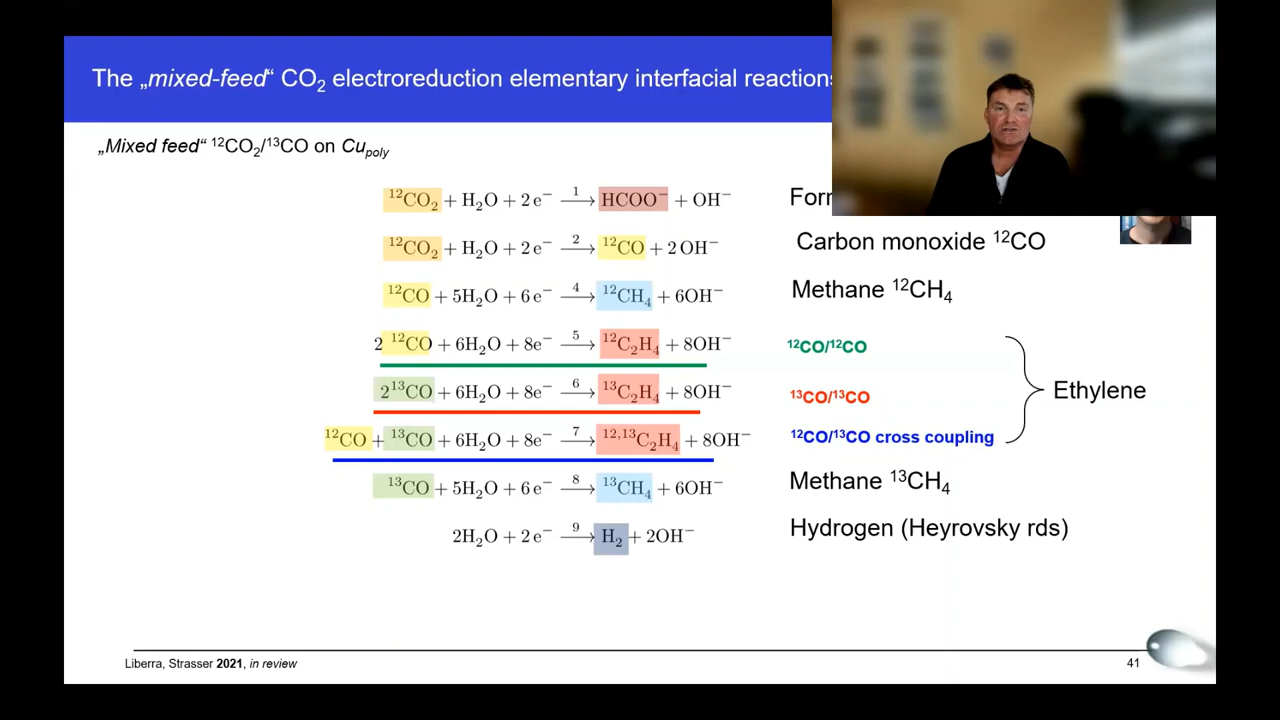 The „mixed-feed“ CO₂ electroreduction elementary interfacial reactions
„Mixed feed“ ¹²CO₂/¹³CO on Cu_poly
¹²CO₂ + H₂O + 2 e⁻ —1→ HCOO⁻ + OH⁻
¹²CO₂ + H₂O + 2 e⁻ —2→ ¹²CO + 2 OH⁻ Carbon monoxide ¹²CO
¹²CO + 5H₂O + 6 e⁻ —4→ ¹²CH₄ + 6OH⁻ Methane ¹²CH₄
2 ¹²CO + 6H₂O + 8e⁻ —5→ ¹²C₂H₄ + 8OH⁻ ¹²CO/¹²CO
2¹³CO + 6H₂O + 8e⁻ —6→ ¹³C₂H₄ + 8OH⁻ ¹³CO/¹³CO
Ethylene
¹²CO + ¹³CO + 6H₂O + 8e⁻ —7→ ¹²,¹³C₂H₄ + 8OH⁻ ¹²CO/¹³CO cross coupling
¹³CO + 5H₂O + 6 e⁻ —8→ ¹³CH₄ + 6OH⁻ Methane ¹³CH₄
2H₂O + 2 e⁻ —9→ H₂ + 2OH⁻ Hydrogen (Heyrovsky rds)
Liberra, Strasser 2021, in review
41